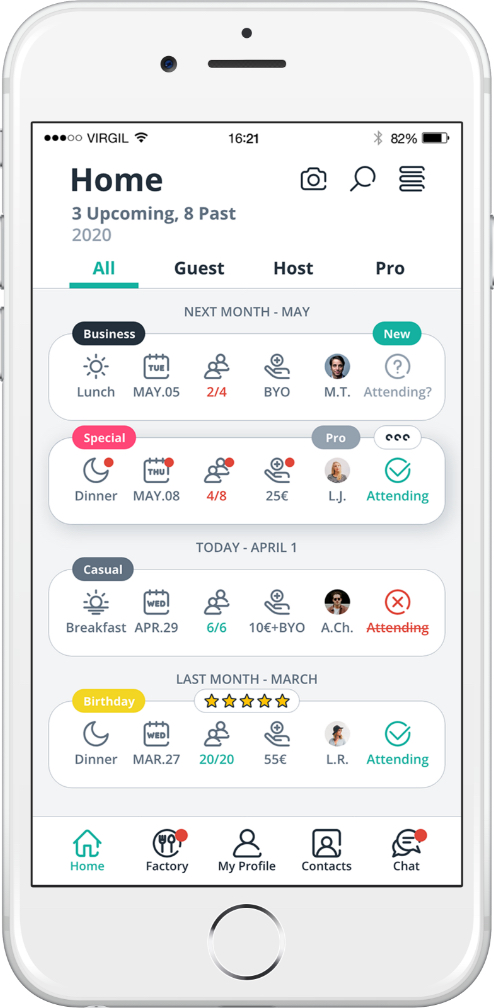 VIRGIL 16:21 82%
Home
3 Upcoming, 8 Past
2020
All Guest Host Pro
NEXT MONTH - MAY
Business New
TUE
Lunch MAY.05 2/4 BYO M.T. Attending?
Special Pro
THU
Dinner MAY.08 4/8 25€ L.J. Attending
TODAY - APRIL 1
Casual
WED
Breakfast APR.29 6/6 10€+BYO A.Ch. Attending
LAST MONTH - MARCH
Birthday
WED
Dinner MAR.27 20/20 55€ L.R. Attending
Home Factory My Profile Contacts Chat